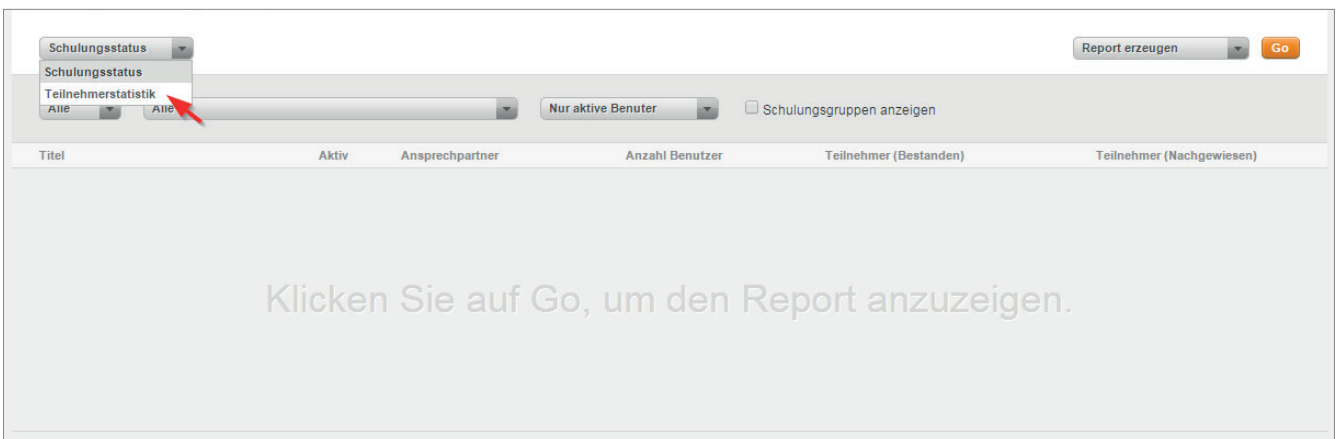 Schulungsstatus
Report erzeugen
Go
Schulungsstatus
Teilnehmerstatistik
Alle
Alle
Nur aktive Benuter
Schulungsgruppen anzeigen
Titel Aktiv Ansprechpartner Anzahl Benutzer Teilnehmer (Bestanden) Teilnehmer (Nachgewiesen)
Klicken Sie auf Go, um den Report anzuzeigen.